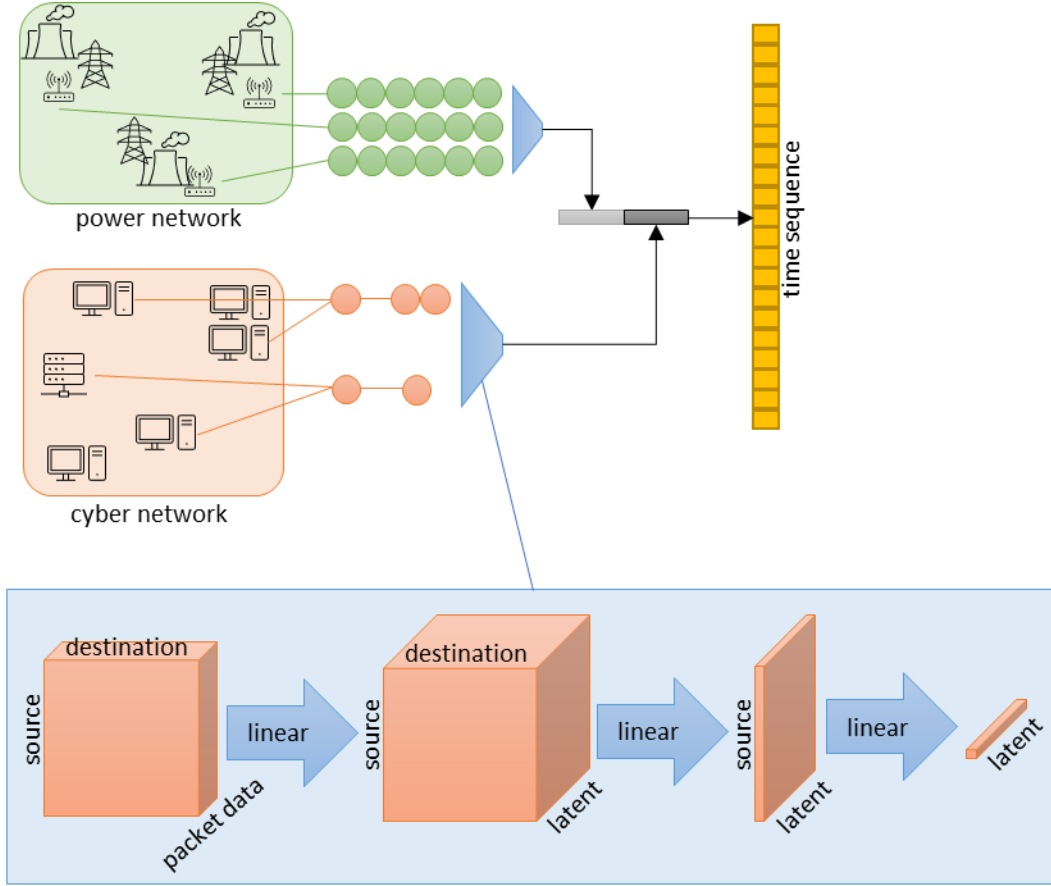 power network
time sequence
cyber network
destination
source
packet data
linear
destination
source
latent
linear
source
latent
linear
latent